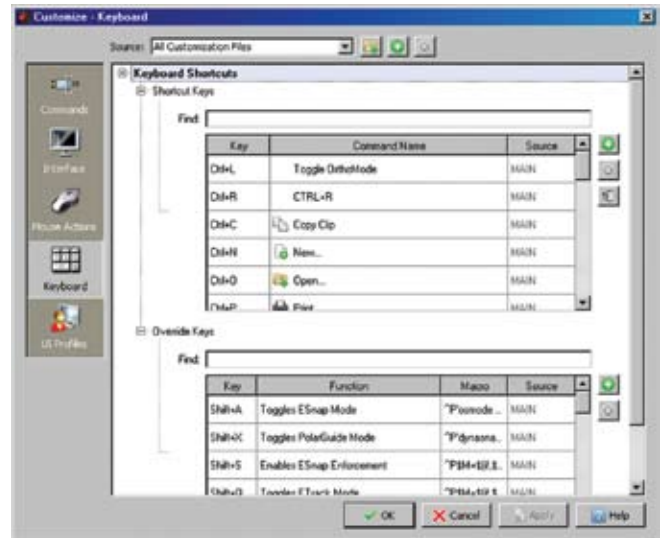 Customize - Keyboard
Source: All Customization Files
Commands
Interface
Mouse Actions
Keyboard
UI Profiles
Keyboard Shortcuts
Shortcut Keys
Find
Key Command Name Source
Ctrl+L Toggle OrthoMode MAIN
Ctrl+R CTRL+R MAIN
Ctrl+C Copy Clip MAIN
Ctrl+N New... MAIN
Ctrl+O Open... MAIN
Ctrl+P Print MAIN
Override Keys
Find
Key Function Macro Source
Shift+A Toggles ESnap Mode ^P'osmode... MAIN
Shift+X Toggles PolarGuide Mode MAIN
Shift+S Enables ESnap Enforcement MAIN
Toggles ETrack Mode MAIN
OK Cancel Apply Help